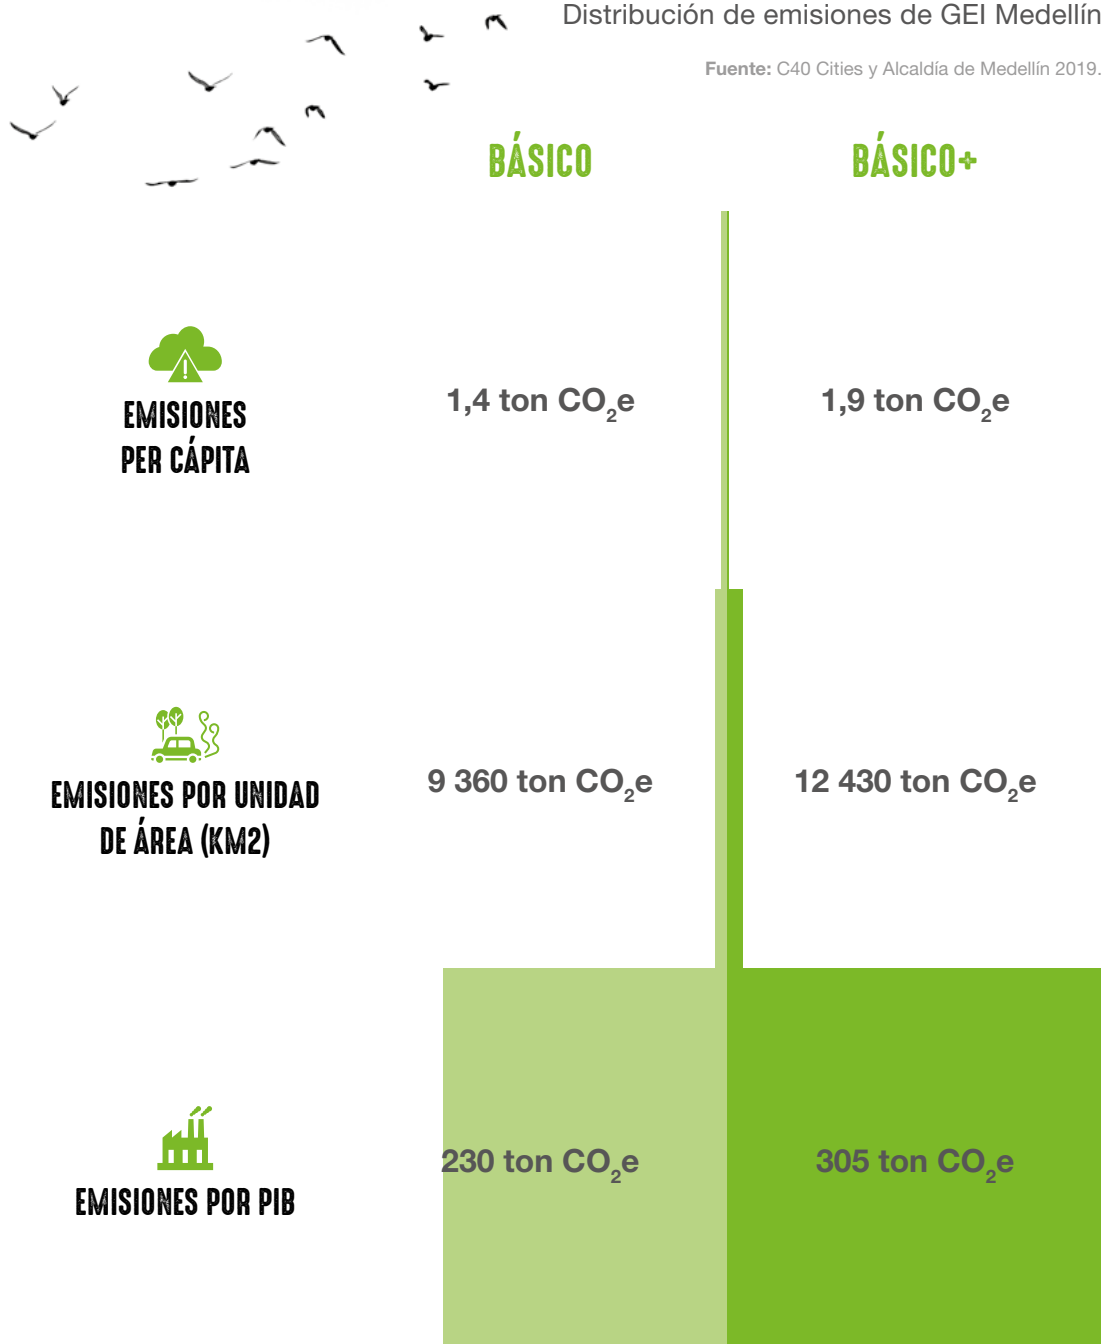 Distribución de emisiones de GEI Medellín
Fuente: C40 Cities y Alcaldía de Medellín 2019.
BÁSICO
BÁSICO+
EMISIONES
PER CÁPITA
1,4 ton CO₂e
1,9 ton CO₂e
EMISIONES POR UNIDAD
DE ÁREA (KM2)
9 360 ton CO₂e
12 430 ton CO₂e
EMISIONES POR PIB
230 ton CO₂e
305 ton CO₂e